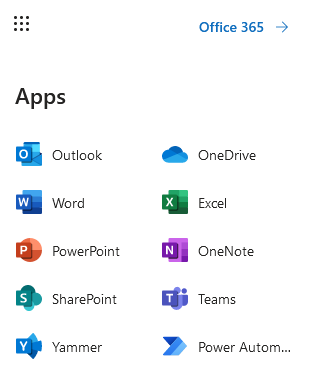 Office 365 →
Apps
Outlook
OneDrive
Word
Excel
PowerPoint
OneNote
SharePoint
Teams
Yammer
Power Autom...